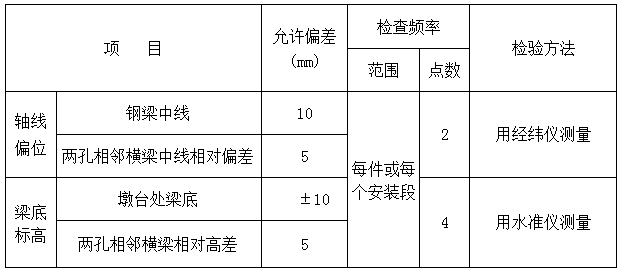 项 目
允许偏差
(mm)
检查频率
检验方法
范围
点数
轴线
偏位
钢梁中线
10
每件或每
个安装段
2
用经纬仪测量
两孔相邻横梁中线相对偏差
5
梁底
标高
墩台处梁底
±10
4
用水准仪测量
两孔相邻横梁相对高差
5